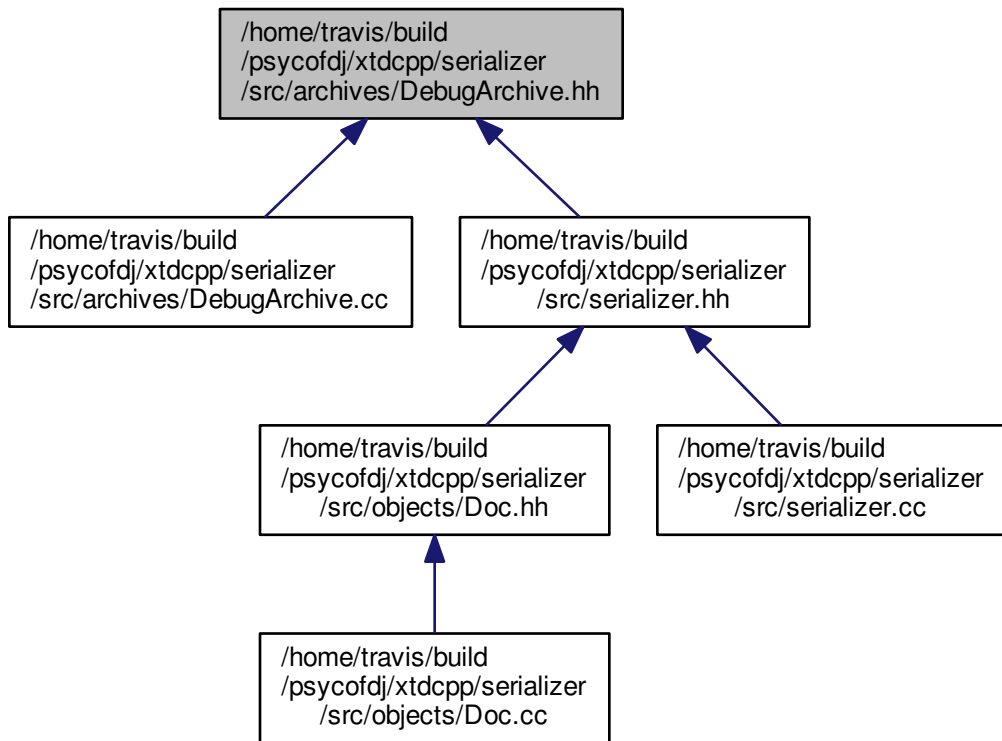 /home/travis/build
/psycofdj/xtdcpp/serializer
/src/archives/DebugArchive.hh
/home/travis/build
/psycofdj/xtdcpp/serializer
/src/archives/DebugArchive.cc
/home/travis/build
/psycofdj/xtdcpp/serializer
/src/serializer.hh
/home/travis/build
/psycofdj/xtdcpp/serializer
/src/objects/Doc.hh
/home/travis/build
/psycofdj/xtdcpp/serializer
/src/serializer.cc
/home/travis/build
/psycofdj/xtdcpp/serializer
/src/objects/Doc.cc